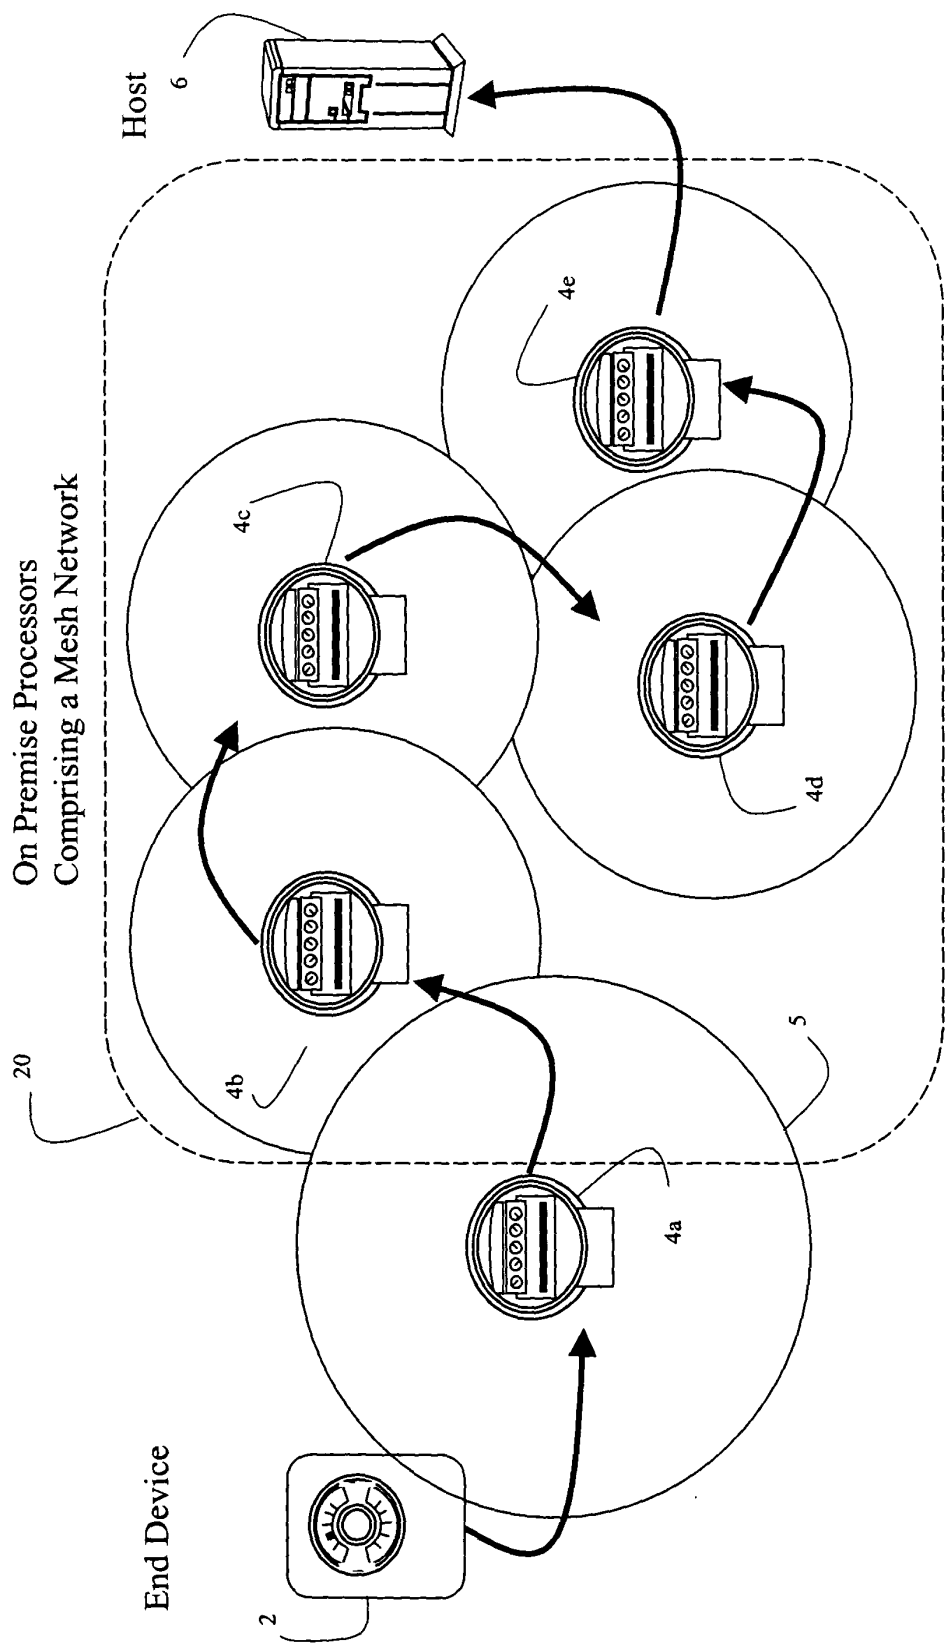 On Premise Processors
Comprising a Mesh Network
20
End Device
2
4a
4b
4c
4d
4e
5
Host
6